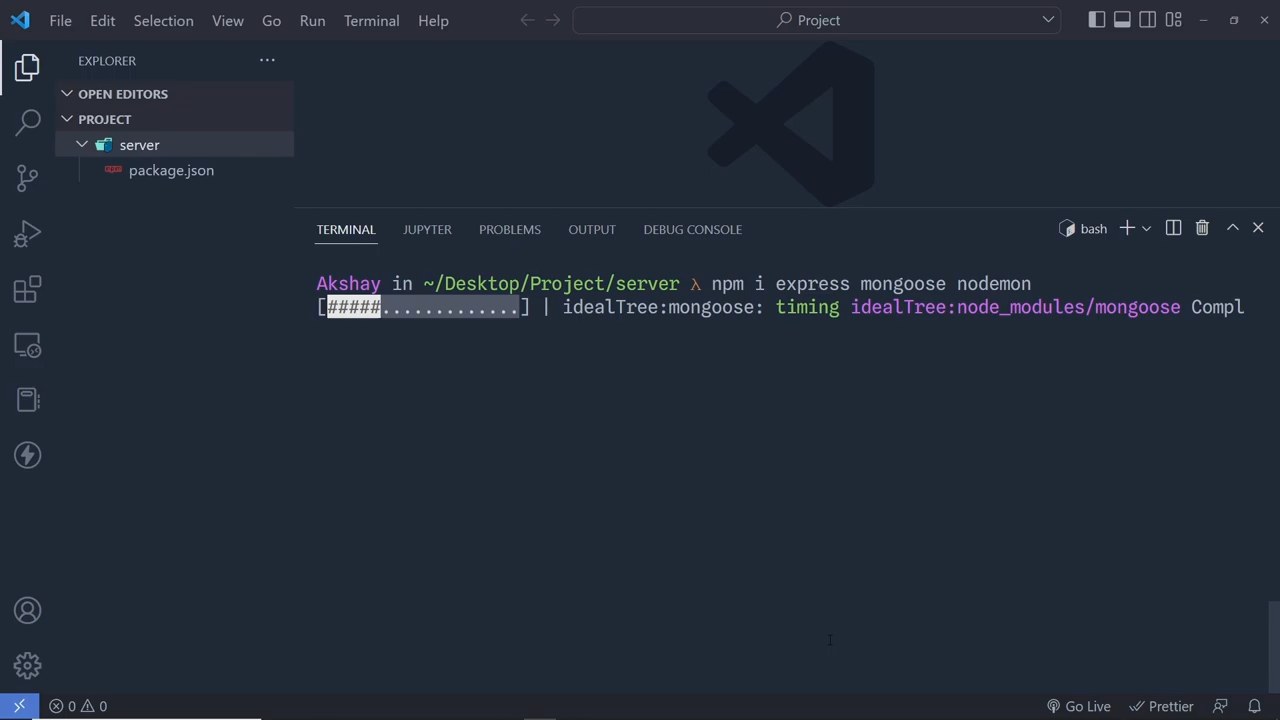 File Edit Selection View Go Run Terminal Help
Project
EXPLORER
OPEN EDITORS
PROJECT
server
package.json
TERMINAL JUPYTER PROBLEMS OUTPUT DEBUG CONSOLE
bash
Akshay in ~/Desktop/Project/server λ npm i express mongoose nodemon
[#####.............] | idealTree:mongoose: timing idealTree:node_modules/mongoose Compl
0 0
Go Live Prettier